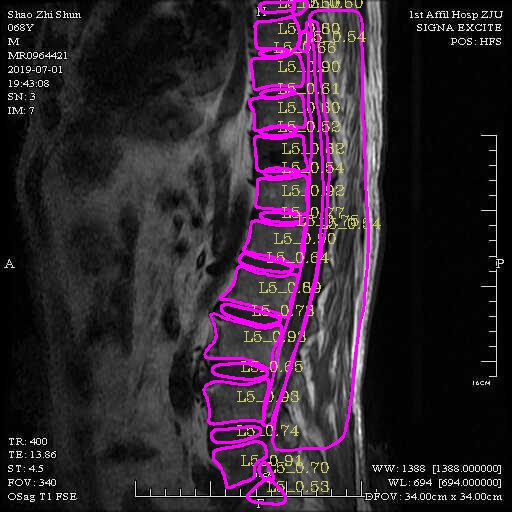 Shao Zhi Shun
068Y
M
MR0964421
2019-07-01
19:43:08
SN: 3
IM: 7
1st Affil Hosp ZJU
SIGNA EXCITE
POS: HFS
L5_0.54
L5_0.66
L5_0.90
L5_0.61
L5_0.80
L5_0.52
L5_0.82
L5_0.54
L5_0.92
L5_0.77
L5_0.64
L5_0.89
L5_0.73
L5_0.93
L5_0.65
L5_0.98
L5_0.74
L5_0.91
L5_0.70
L5_0.53
A
P
16CM
TR: 400
TE: 13.86
ST: 4.5
FOV: 340
OSag T1 FSE
F
WW: 1388 [1388.000000]
WL: 694 [694.000000]
DFOV: 34.00cm x 34.00cm